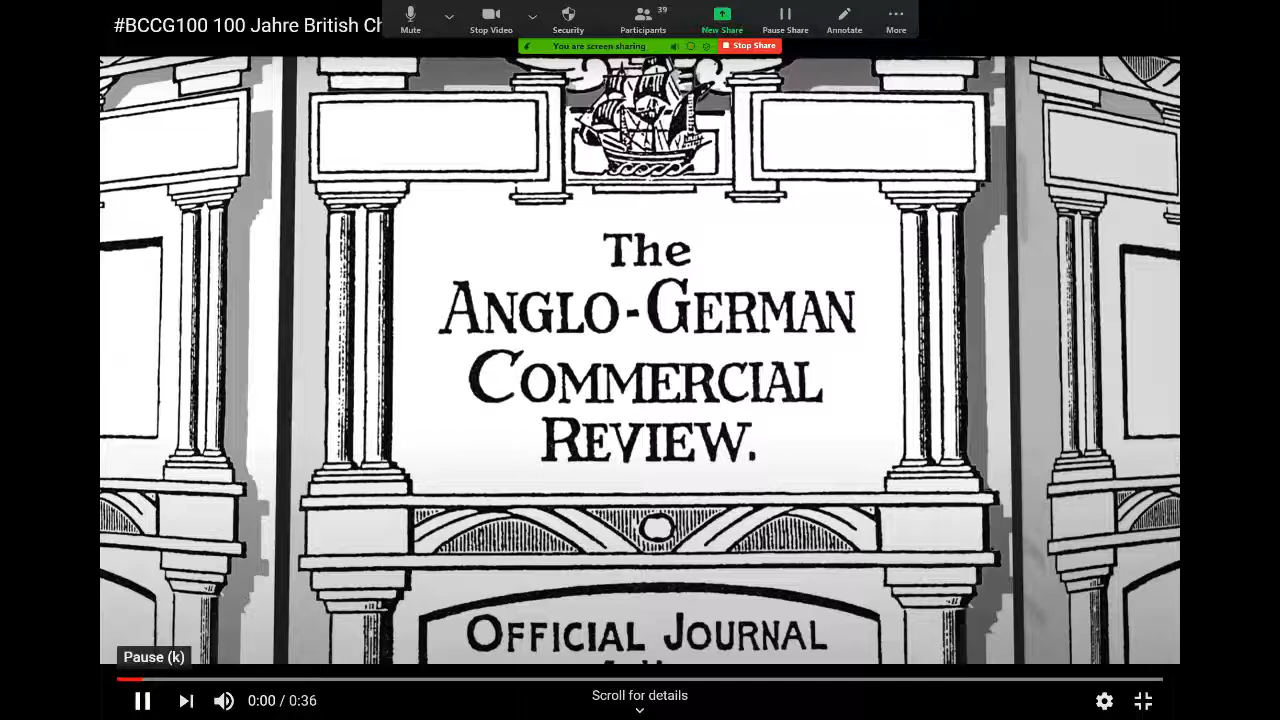 #BCCG100 100 Jahre British Ch
39
Mute
Stop Video
Security
Participants
New Share
Pause Share
Annotate
More
You are screen sharing
Stop Share
The
ANGLO-GERMAN
COMMERCIAL
REVIEW.
OFFICIAL JOURNAL
Pause (k)
0:00 / 0:36
Scroll for details